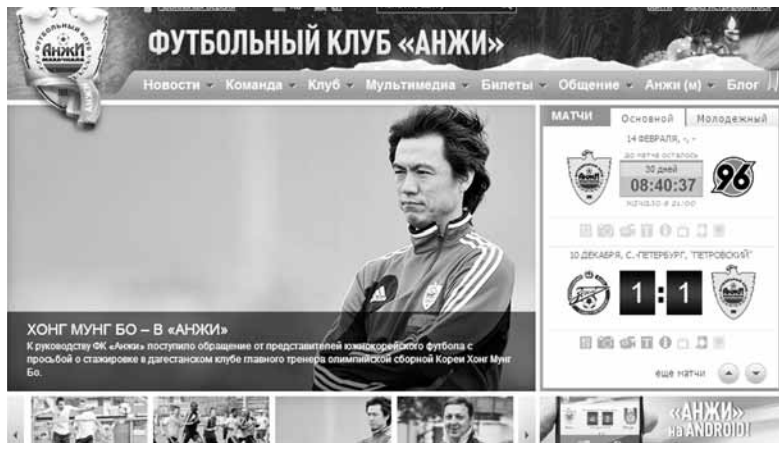 ФУТБОЛЬНЫЙ КЛУБ «АНЖИ»
Новости Команда Клуб Мультимедиа Билеты Общение Анжи (м) Блог
МАТЧИ Основной Молодежный
14 ФЕВРАЛЯ, -, -
до матча осталось
30 дней
08:40:37
начало в 21:00
АНЖИ
96
10 ДЕКАБРЯ, С.-ПЕТЕРБУРГ, "ПЕТРОВСКИЙ"
1:1
еще матчи
ХОНГ МУНГ БО – В «АНЖИ»
К руководству ФК «Анжи» поступило обращение от представителей южнокорейского футбола с
просьбой о стажировке в дагестанском клубе главного тренера олимпийской сборной Кореи Хонг Мунг
Бо.
«АНЖИ»
на ANDROID!